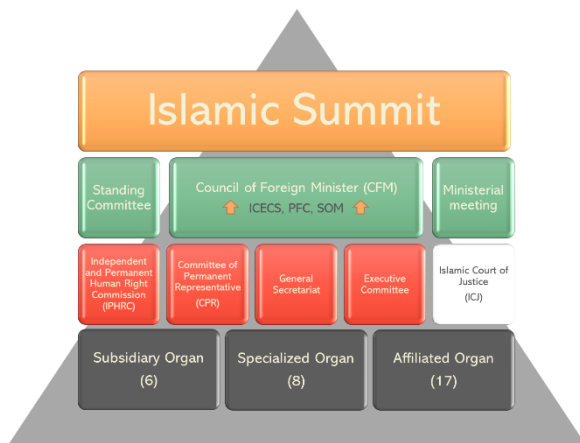 Islamic Summit
Standing
Committee
Council of Foreign Minister (CFM)
ICECS, PFC, SOM
Ministerial
meeting
Independent
and Permanent
Human Right
Commission
(IPHRC)
Committee of
Permanent
Representative
(CPR)
General
Secretariat
Executive
Committee
Islamic Court of
Justice
(ICJ)
Subsidiary Organ
(6)
Specialized Organ
(8)
Affiliated Organ
(17)